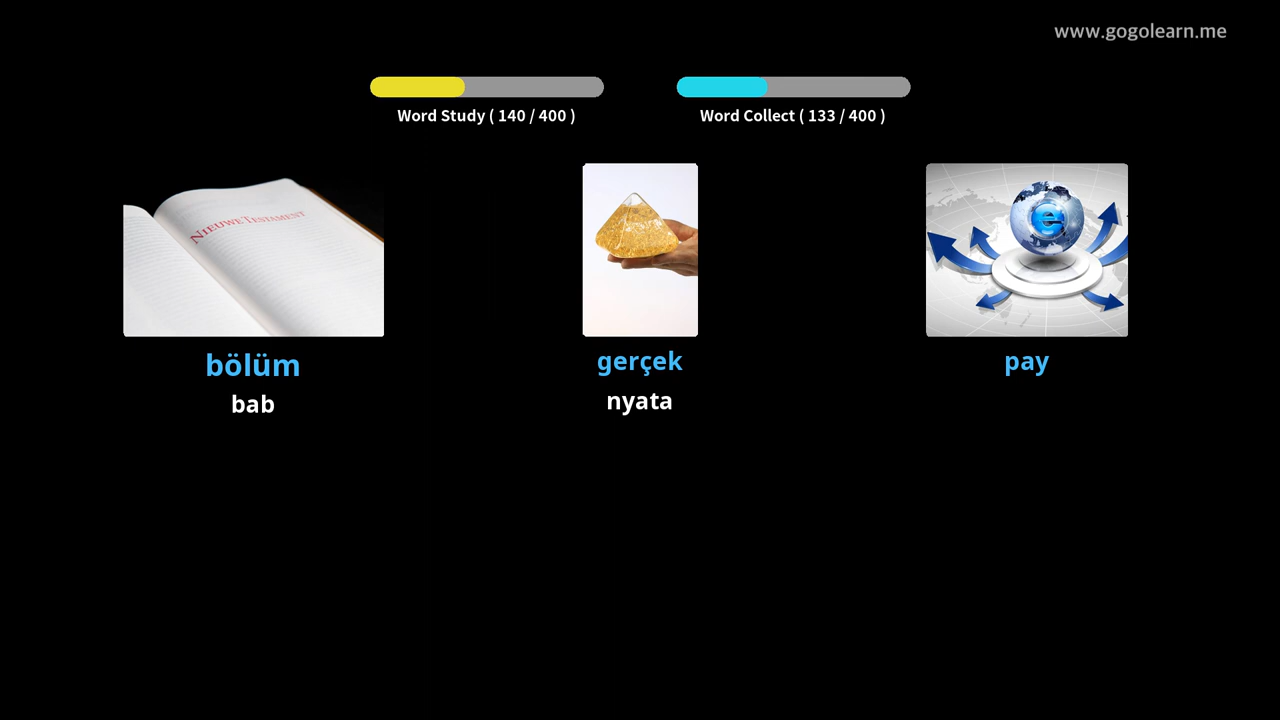 www.gogolearn.me
Word Study ( 140 / 400 )
Word Collect ( 133 / 400 )
NIEUWE TESTAMENT
e
bölüm
gerçek
pay
bab
nyata